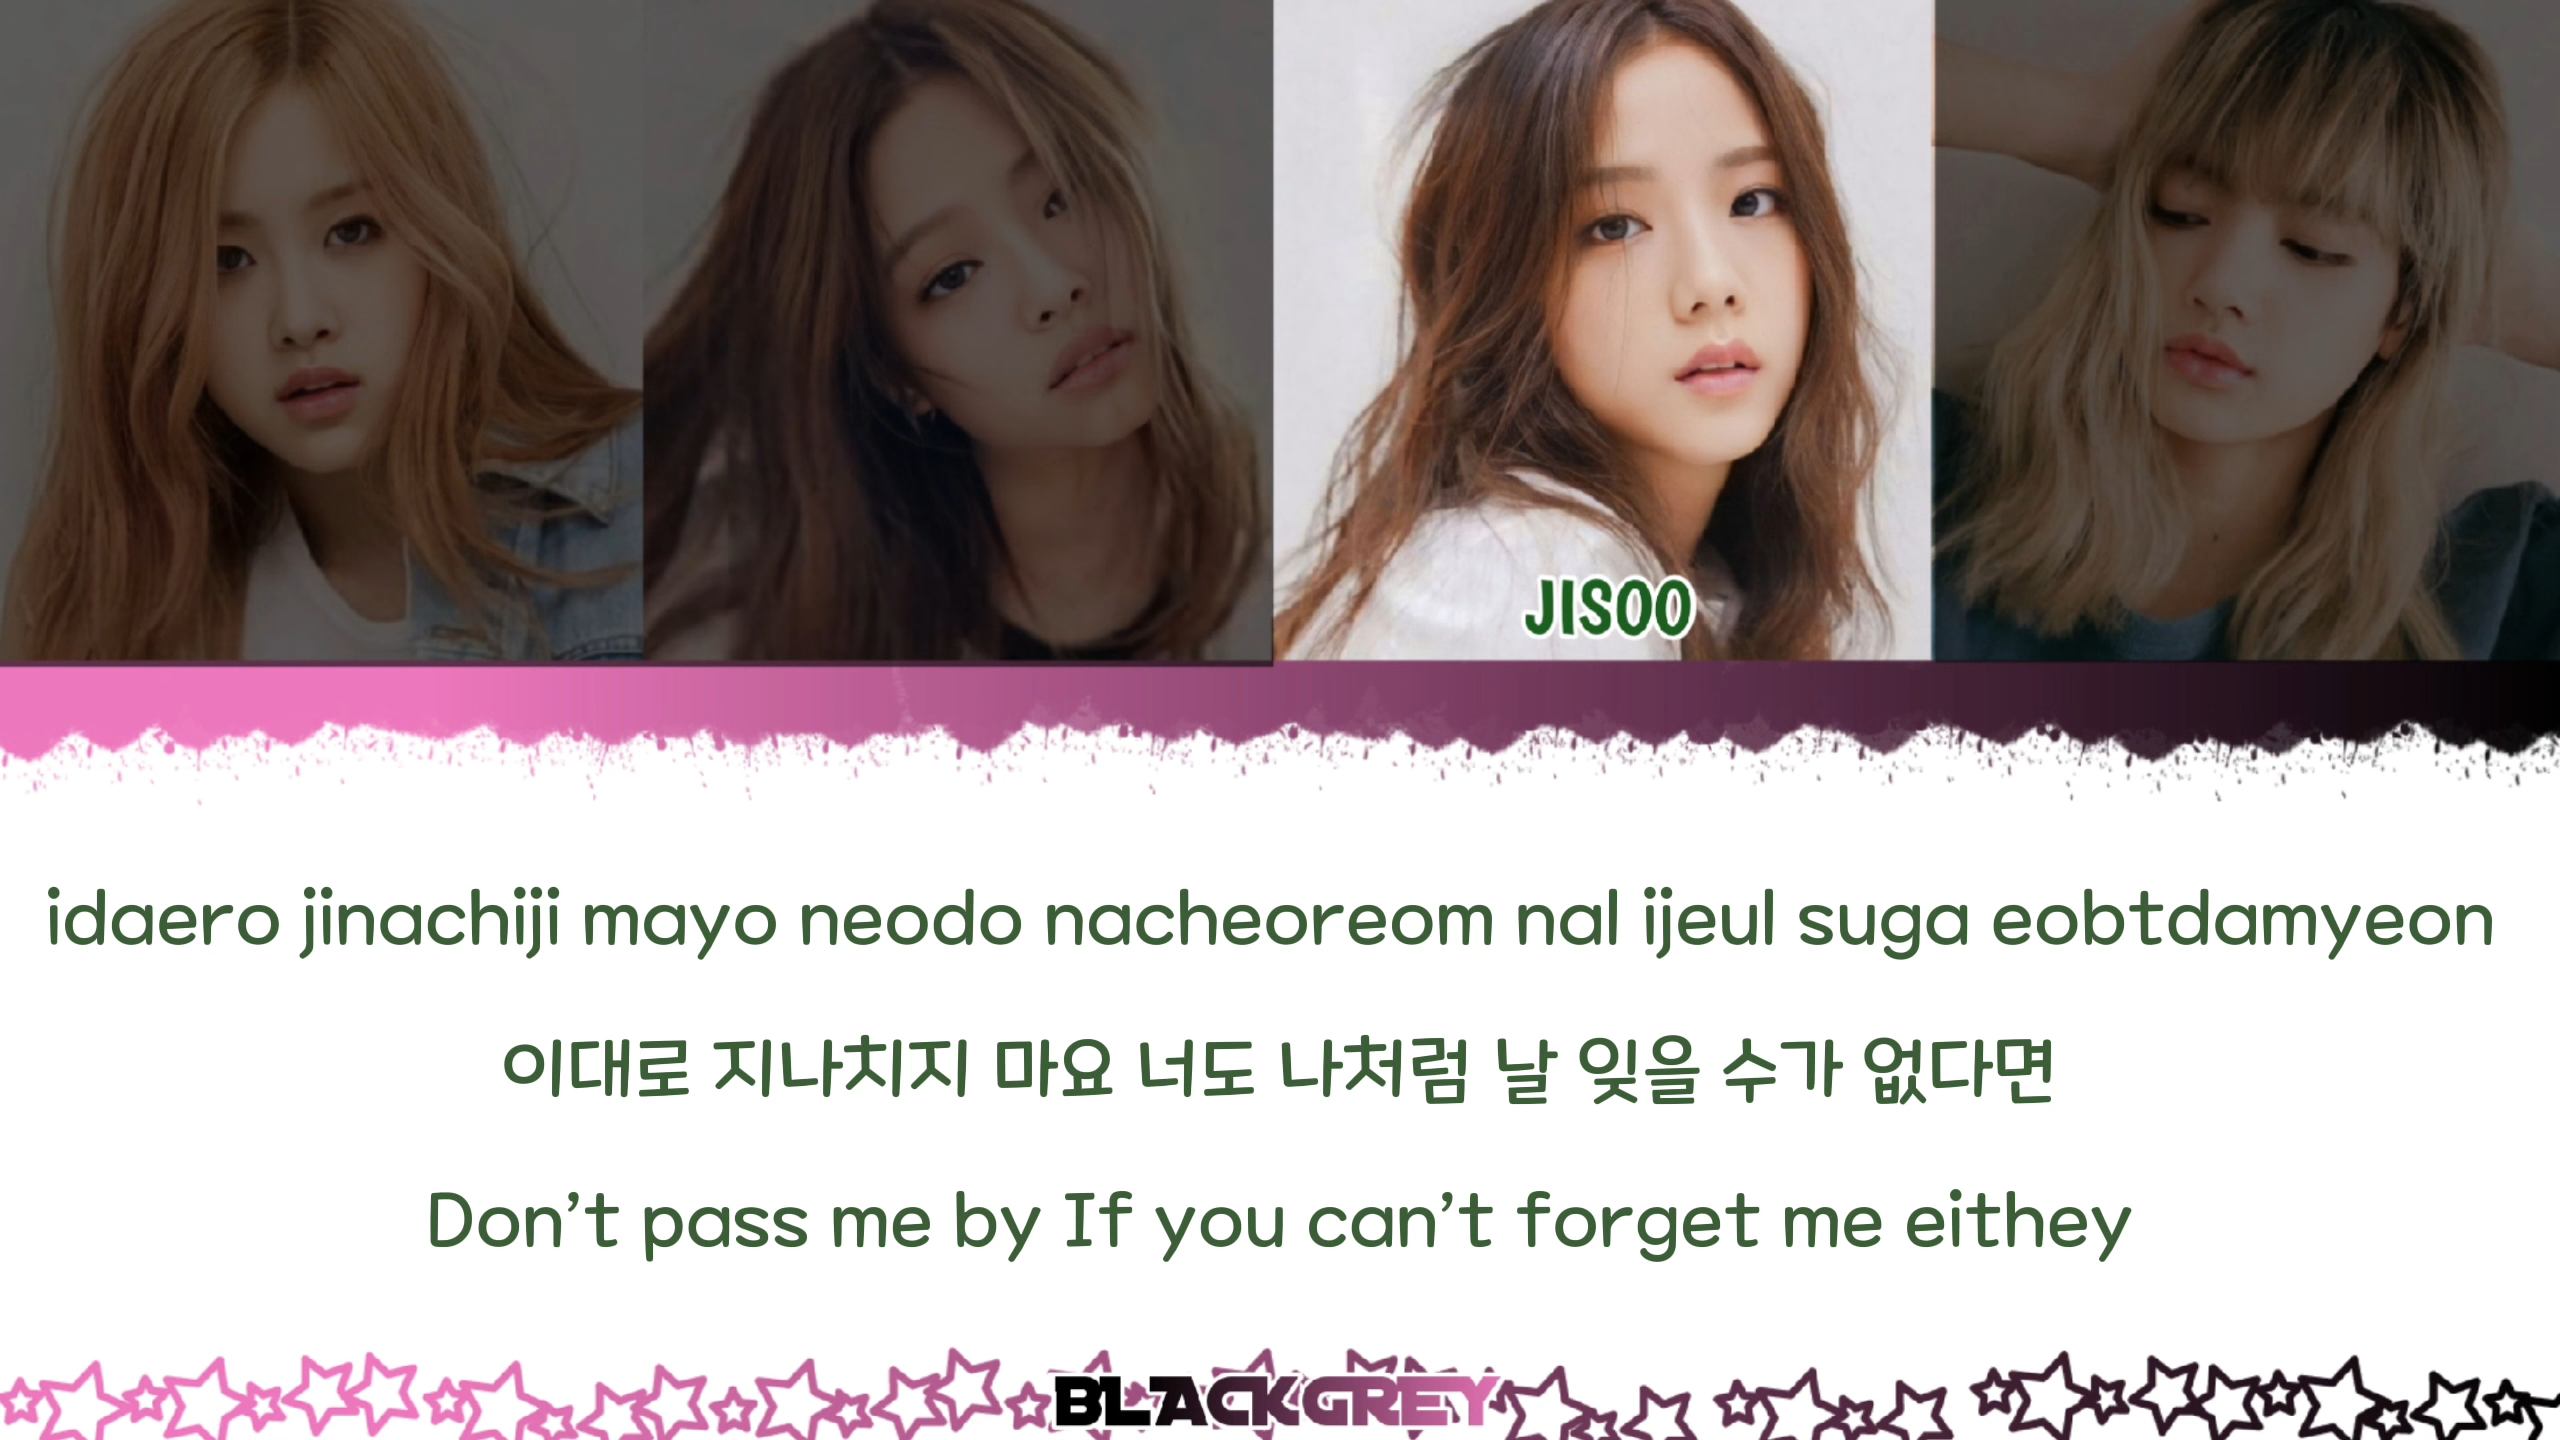 JISOO
idaero jinachiji mayo neodo nacheoreom nal ijeul suga eobtdamyeon
이대로 지나치지 마요 너도 나처럼 날 잊을 수가 없다면
Don't pass me by If you can't forget me eithey
BLACKGREY